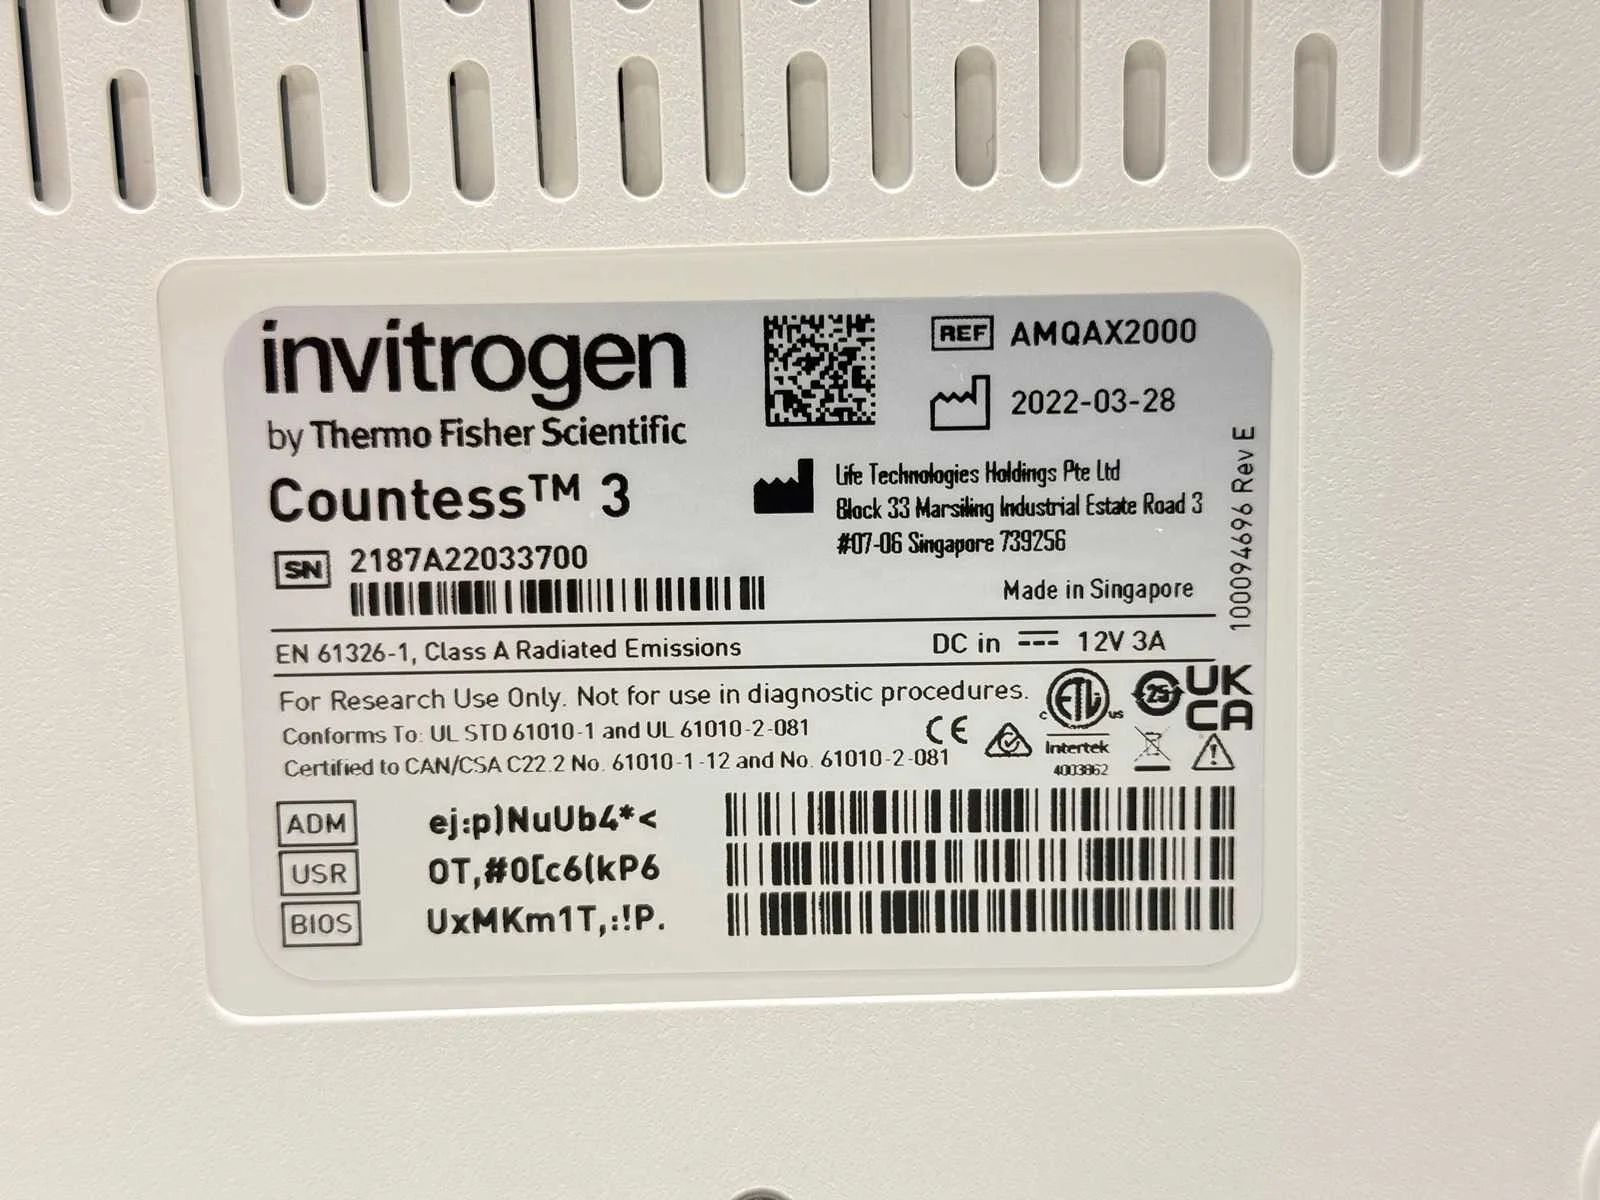 invitrogen
by Thermo Fisher Scientific
Countess™ 3
SN 2187A22033700
REF AMQAX2000
2022-03-28
Life Technologies Holdings Pte Ltd
Block 33 Marsiling Industrial Estate Road 3
#07-06 Singapore 739256
Made in Singapore
100094696 Rev E
EN 61326-1, Class A Radiated Emissions
DC in 12V 3A
For Research Use Only. Not for use in diagnostic procedures.
Conforms To: UL STD 61010-1 and UL 61010-2-081
Certified to CAN/CSA C22.2 No. 61010-1-12 and No. 61010-2-081
CE
c ETL us
Intertek
4003862
25
UK
CA
ADM ej:p)NuUb4*<
USR 0T,#0[c6(kP6
BIOS UxMKm1T,:!P.